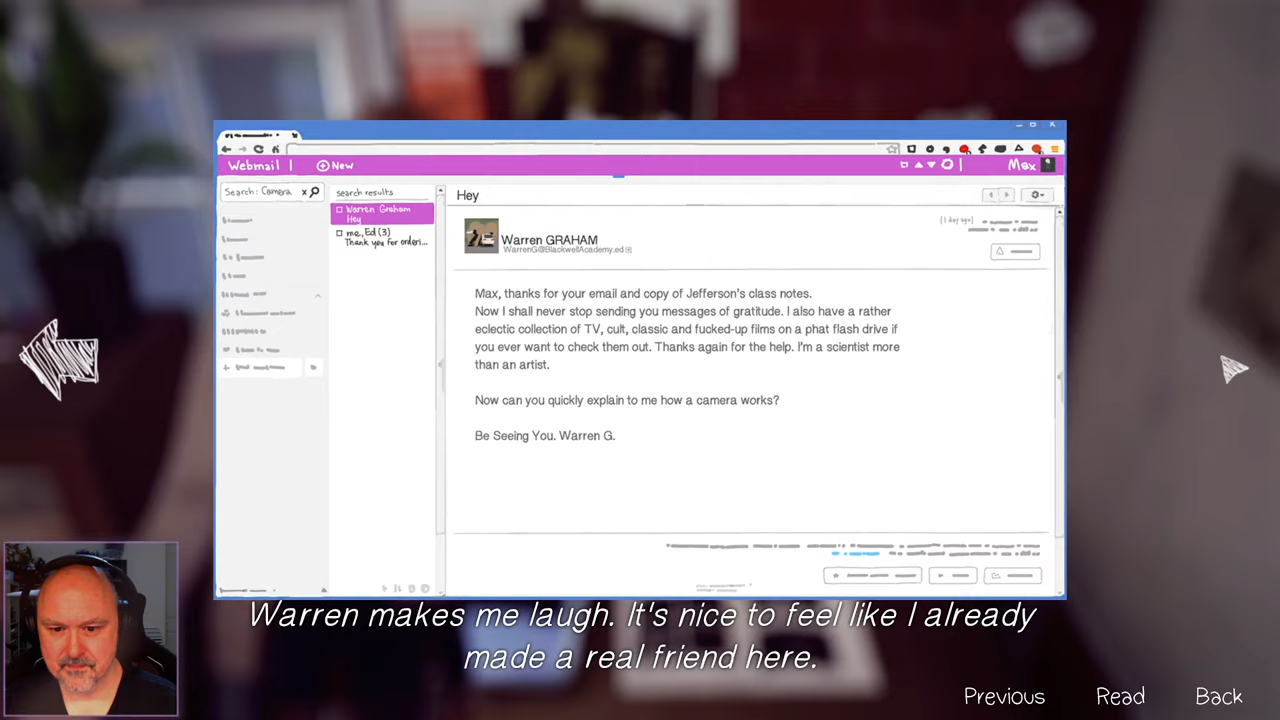 Webmail | New
Max
Search: Camera x
search results
Hey
Warren Graham
Hey
me, Ed (3)
Thank you for orderi...
[1 day ago]
Warren GRAHAM
WarrenG@BlackwellAcademy.ed
Max, thanks for your email and copy of Jefferson's class notes.
Now I shall never stop sending you messages of gratitude. I also have a rather
eclectic collection of TV, cult, classic and fucked-up films on a phat flash drive if
you ever want to check them out. Thanks again for the help. I'm a scientist more
than an artist.
Now can you quickly explain to me how a camera works?
Be Seeing You. Warren G.
Warren makes me laugh. It's nice to feel like I already
made a real friend here.
Previous
Read
Back